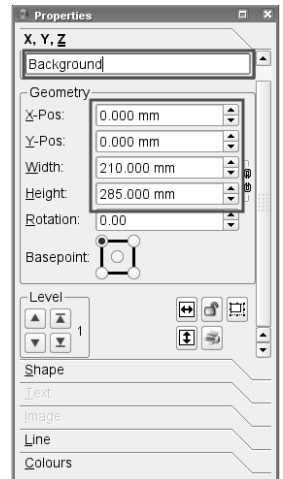 Properties
X, Y, Z
Background
Geometry
X-Pos: 0.000 mm
Y-Pos: 0.000 mm
Width: 210.000 mm
Height: 285.000 mm
Rotation: 0.00
Basepoint:
Level
1
Shape
Text
Image
Line
Colours